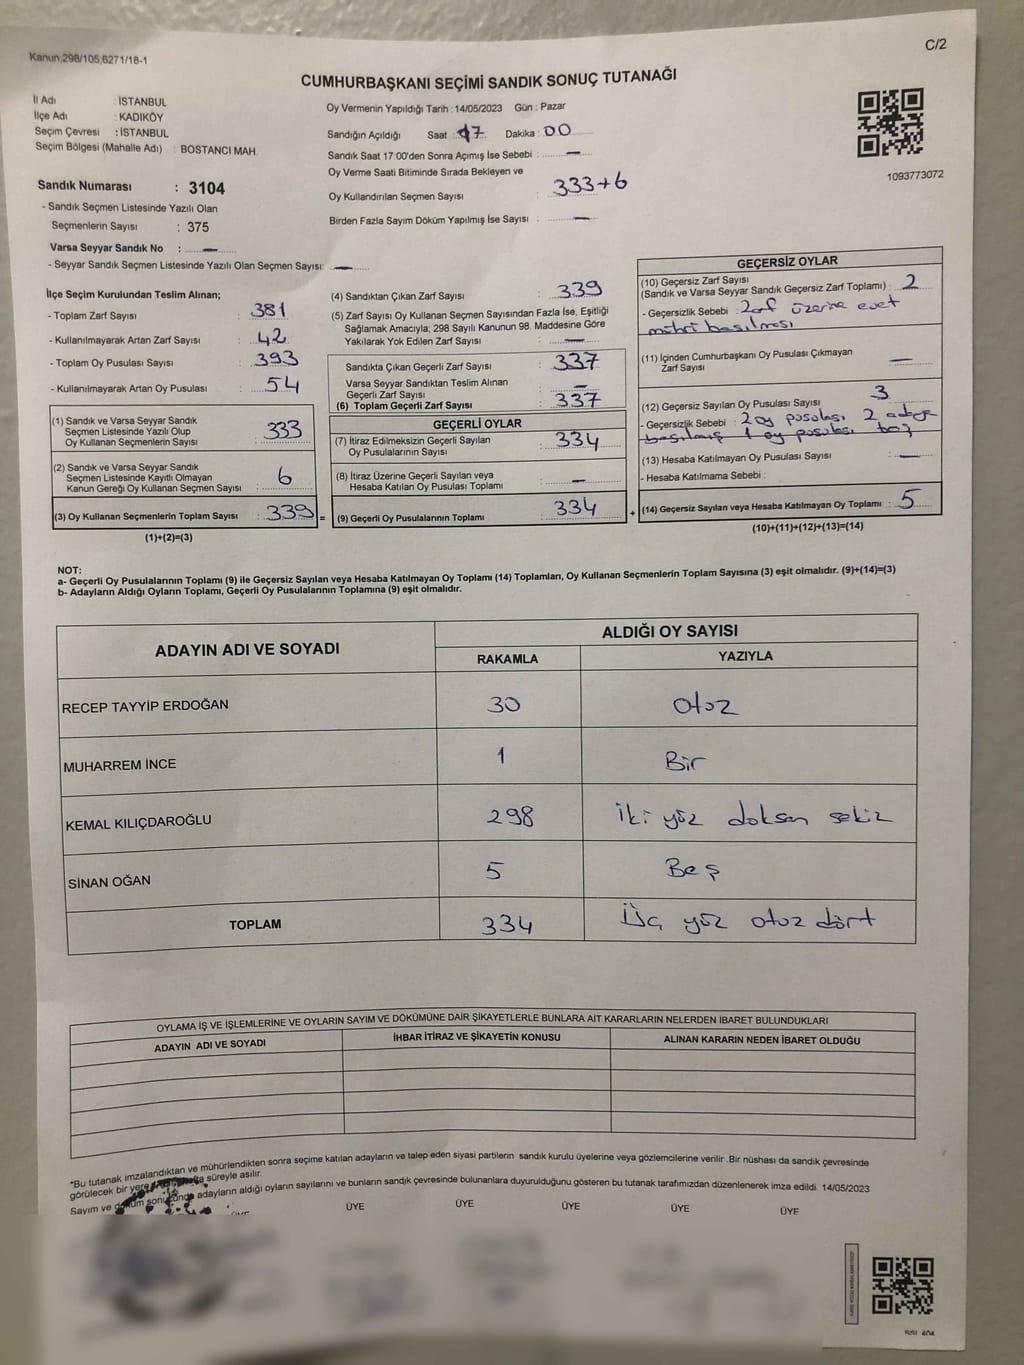 Kanun,298/105,6271/18-1
C/2
CUMHURBAŞKANI SEÇİMİ SANDIK SONUÇ TUTANAĞI
İl Adı : İSTANBUL
İlçe Adı : KADIKÖY
Seçim Çevresi : İSTANBUL
Seçim Bölgesi (Mahalle Adı) : BOSTANCI MAH.
Sandık Numarası : 3104
- Sandık Seçmen Listesinde Yazılı Olan
Seçmenlerin Sayısı : 375
Varsa Seyyar Sandık No : —
- Seyyar Sandık Seçmen Listesinde Yazılı Olan Seçmen Sayısı: —
Oy Vermenin Yapıldığı Tarih : 14/05/2023 Gün : Pazar
Sandığın Açıldığı Saat : 17 Dakika : 00
Sandık Saat 17:00'den Sonra Açımış İse Sebebi : —
Oy Verme Saati Bitiminde Sırada Bekleyen ve
Oy Kullandırılan Seçmen Sayısı : 333+6
Birden Fazla Sayım Döküm Yapılmış İse Sayısı : —
1093773072
İlçe Seçim Kurulundan Teslim Alınan;
- Toplam Zarf Sayısı : 381
- Kullanılmayarak Artan Zarf Sayısı : 42
- Toplam Oy Pusulası Sayısı : 393
- Kullanılmayarak Artan Oy Pusulası : 54
(1) Sandık ve Varsa Seyyar Sandık
Seçmen Listesinde Yazılı Olup
Oy Kullanan Seçmenlerin Sayısı : 333
(2) Sandık ve Varsa Seyyar Sandık
Seçmen Listesinde Kayıtlı Olmayan
Kanun Gereği Oy Kullanan Seçmen Sayısı : 6
(3) Oy Kullanan Seçmenlerin Toplam Sayısı : 339 =
(1)+(2)=(3)
(4) Sandıktan Çıkan Zarf Sayısı : 339
(5) Zarf Sayısı Oy Kullanan Seçmen Sayısından Fazla İse, Eşitliği
Sağlamak Amacıyla; 298 Sayılı Kanunun 98. Maddesine Göre
Yakılarak Yok Edilen Zarf Sayısı : —
Sandıkta Çıkan Geçerli Zarf Sayısı : 337
Varsa Seyyar Sandıktan Teslim Alınan
Geçerli Zarf Sayısı : —
(6) Toplam Geçerli Zarf Sayısı : 337
GEÇERLİ OYLAR
(7) İtiraz Edilmeksizin Geçerli Sayılan
Oy Pusulalarının Sayısı : 334
(8) İtiraz Üzerine Geçerli Sayılan veya
Hesaba Katılan Oy Pusulası Toplamı : —
(9) Geçerli Oy Pusulalarının Toplamı : 334 +
GEÇERSİZ OYLAR
(10) Geçersiz Zarf Sayısı
(Sandık ve Varsa Seyyar Sandık Geçersiz Zarf Toplamı) : 2
- Geçersizlik Sebebi : Zarf üzerine evet
mührü basılması
(11) İçinden Cumhurbaşkanı Oy Pusulası Çıkmayan
Zarf Sayısı : —
(12) Geçersiz Sayılan Oy Pusulası Sayısı : 3
- Geçersizlik Sebebi : 2 oy pusulası 2 adaya
basılmış 1 oy pusulası boş
(13) Hesaba Katılmayan Oy Pusulası Sayısı : —
- Hesaba Katılmama Sebebi :
(14) Geçersiz Sayılan veya Hesaba Katılmayan Oy Toplamı : 5
(10)+(11)+(12)+(13)=(14)
NOT:
a- Geçerli Oy Pusulalarının Toplamı (9) ile Geçersiz Sayılan veya Hesaba Katılmayan Oy Toplamı (14) Toplamları, Oy Kullanan Seçmenlerin Toplam Sayısına (3) eşit olmalıdır. (9)+(14)=(3)
b- Adayların Aldığı Oyların Toplamı, Geçerli Oy Pusulalarının Toplamına (9) eşit olmalıdır.
ADAYIN ADI VE SOYADI ALDIĞI OY SAYISI
RAKAMLA YAZIYLA
RECEP TAYYİP ERDOĞAN 30 Otuz
MUHARREM İNCE 1 Bir
KEMAL KILIÇDAROĞLU 298 iki yüz doksan sekiz
SİNAN OĞAN 5 Beş
TOPLAM 334 Üç yüz otuz dört
OYLAMA İŞ VE İŞLEMLERİNE VE OYLARIN SAYIM VE DÖKÜMÜNE DAİR ŞİKAYETLERLE BUNLARA AİT KARARLARIN NELERDEN İBARET BULUNDUKLARI
ADAYIN ADI VE SOYADI İHBAR İTİRAZ VE ŞİKAYETİN KONUSU ALINAN KARARIN NEDEN İBARET OLDUĞU
*Bu tutanak imzalandıktan ve mühürlendikten sonra seçime katılan adayların ve talep eden siyasi partilerin sandık kurulu üyelerine veya gözlemcilerine verilir .Bir nüshası da sandık çevresinde
görülecek bir yere süreyle asılır.
Sayım ve döküm adayların aldığı oyların sayılarını ve bunların sandık çevresinde bulunanlara duyurulduğunu gösteren bu tutanak tarafımızdan düzenlenerek imza edildi. 14/05/2023
ÜYE ÜYE ÜYE ÜYE ÜYE